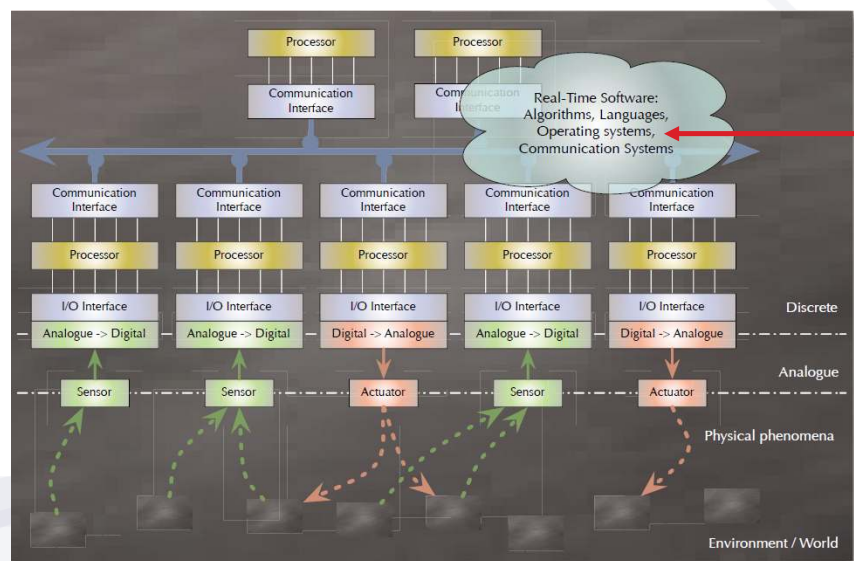 Processor
Processor
Communication
Interface
Communication
Interface
Real-Time Software:
Algorithms, Languages,
Operating systems,
Communication Systems
Communication
Interface
Communication
Interface
Communication
Interface
Communication
Interface
Communication
Interface
Processor
Processor
Processor
Processor
Processor
I/O Interface
I/O Interface
I/O Interface
I/O Interface
I/O Interface
Discrete
Analogue -> Digital
Analogue -> Digital
Digital -> Analogue
Analogue -> Digital
Digital -> Analogue
Analogue
Sensor
Sensor
Actuator
Sensor
Actuator
Physical phenomena
Environment / World